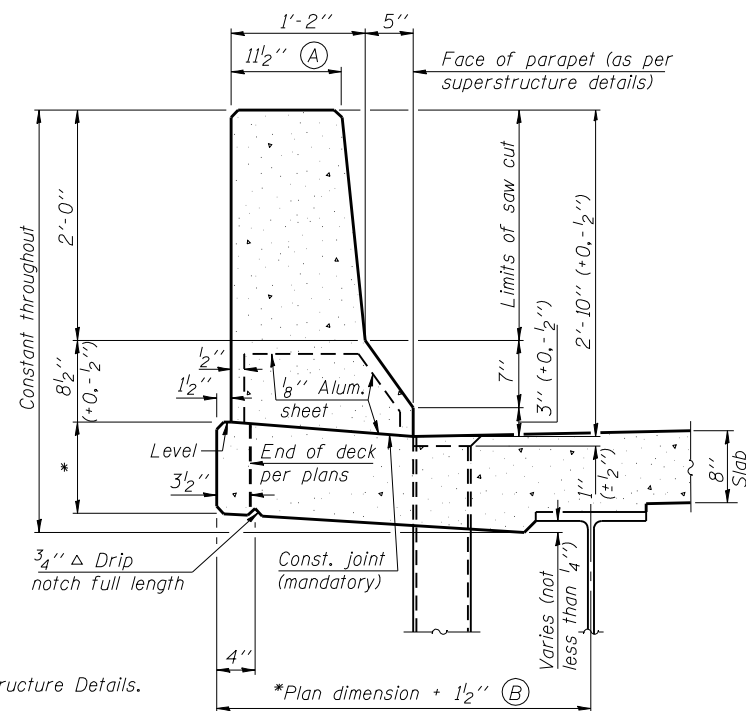 1'-2"
5"
11½" (A)
Face of parapet (as per
superstructure details)
Constant throughout
2'-0"
8½"
(+0,-½")
*
Limits of saw cut
7"
3" (+0,-½")
2'-10" (+0,-½")
½"
1½"
⅛" Alum.
sheet
Level
End of deck
per plans
3½"
1"
(±½")
8"
Slab
¾" △ Drip
notch full length
Const. joint
(mandatory)
Varies (not
less than ¼")
4"
*Plan dimension + 1½" (B)
ructure Details.